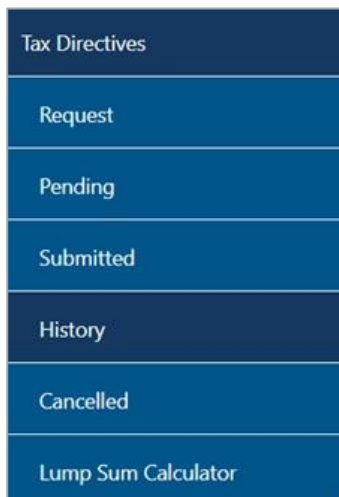 Tax Directives
Request
Pending
Submitted
History
Cancelled
Lump Sum Calculator